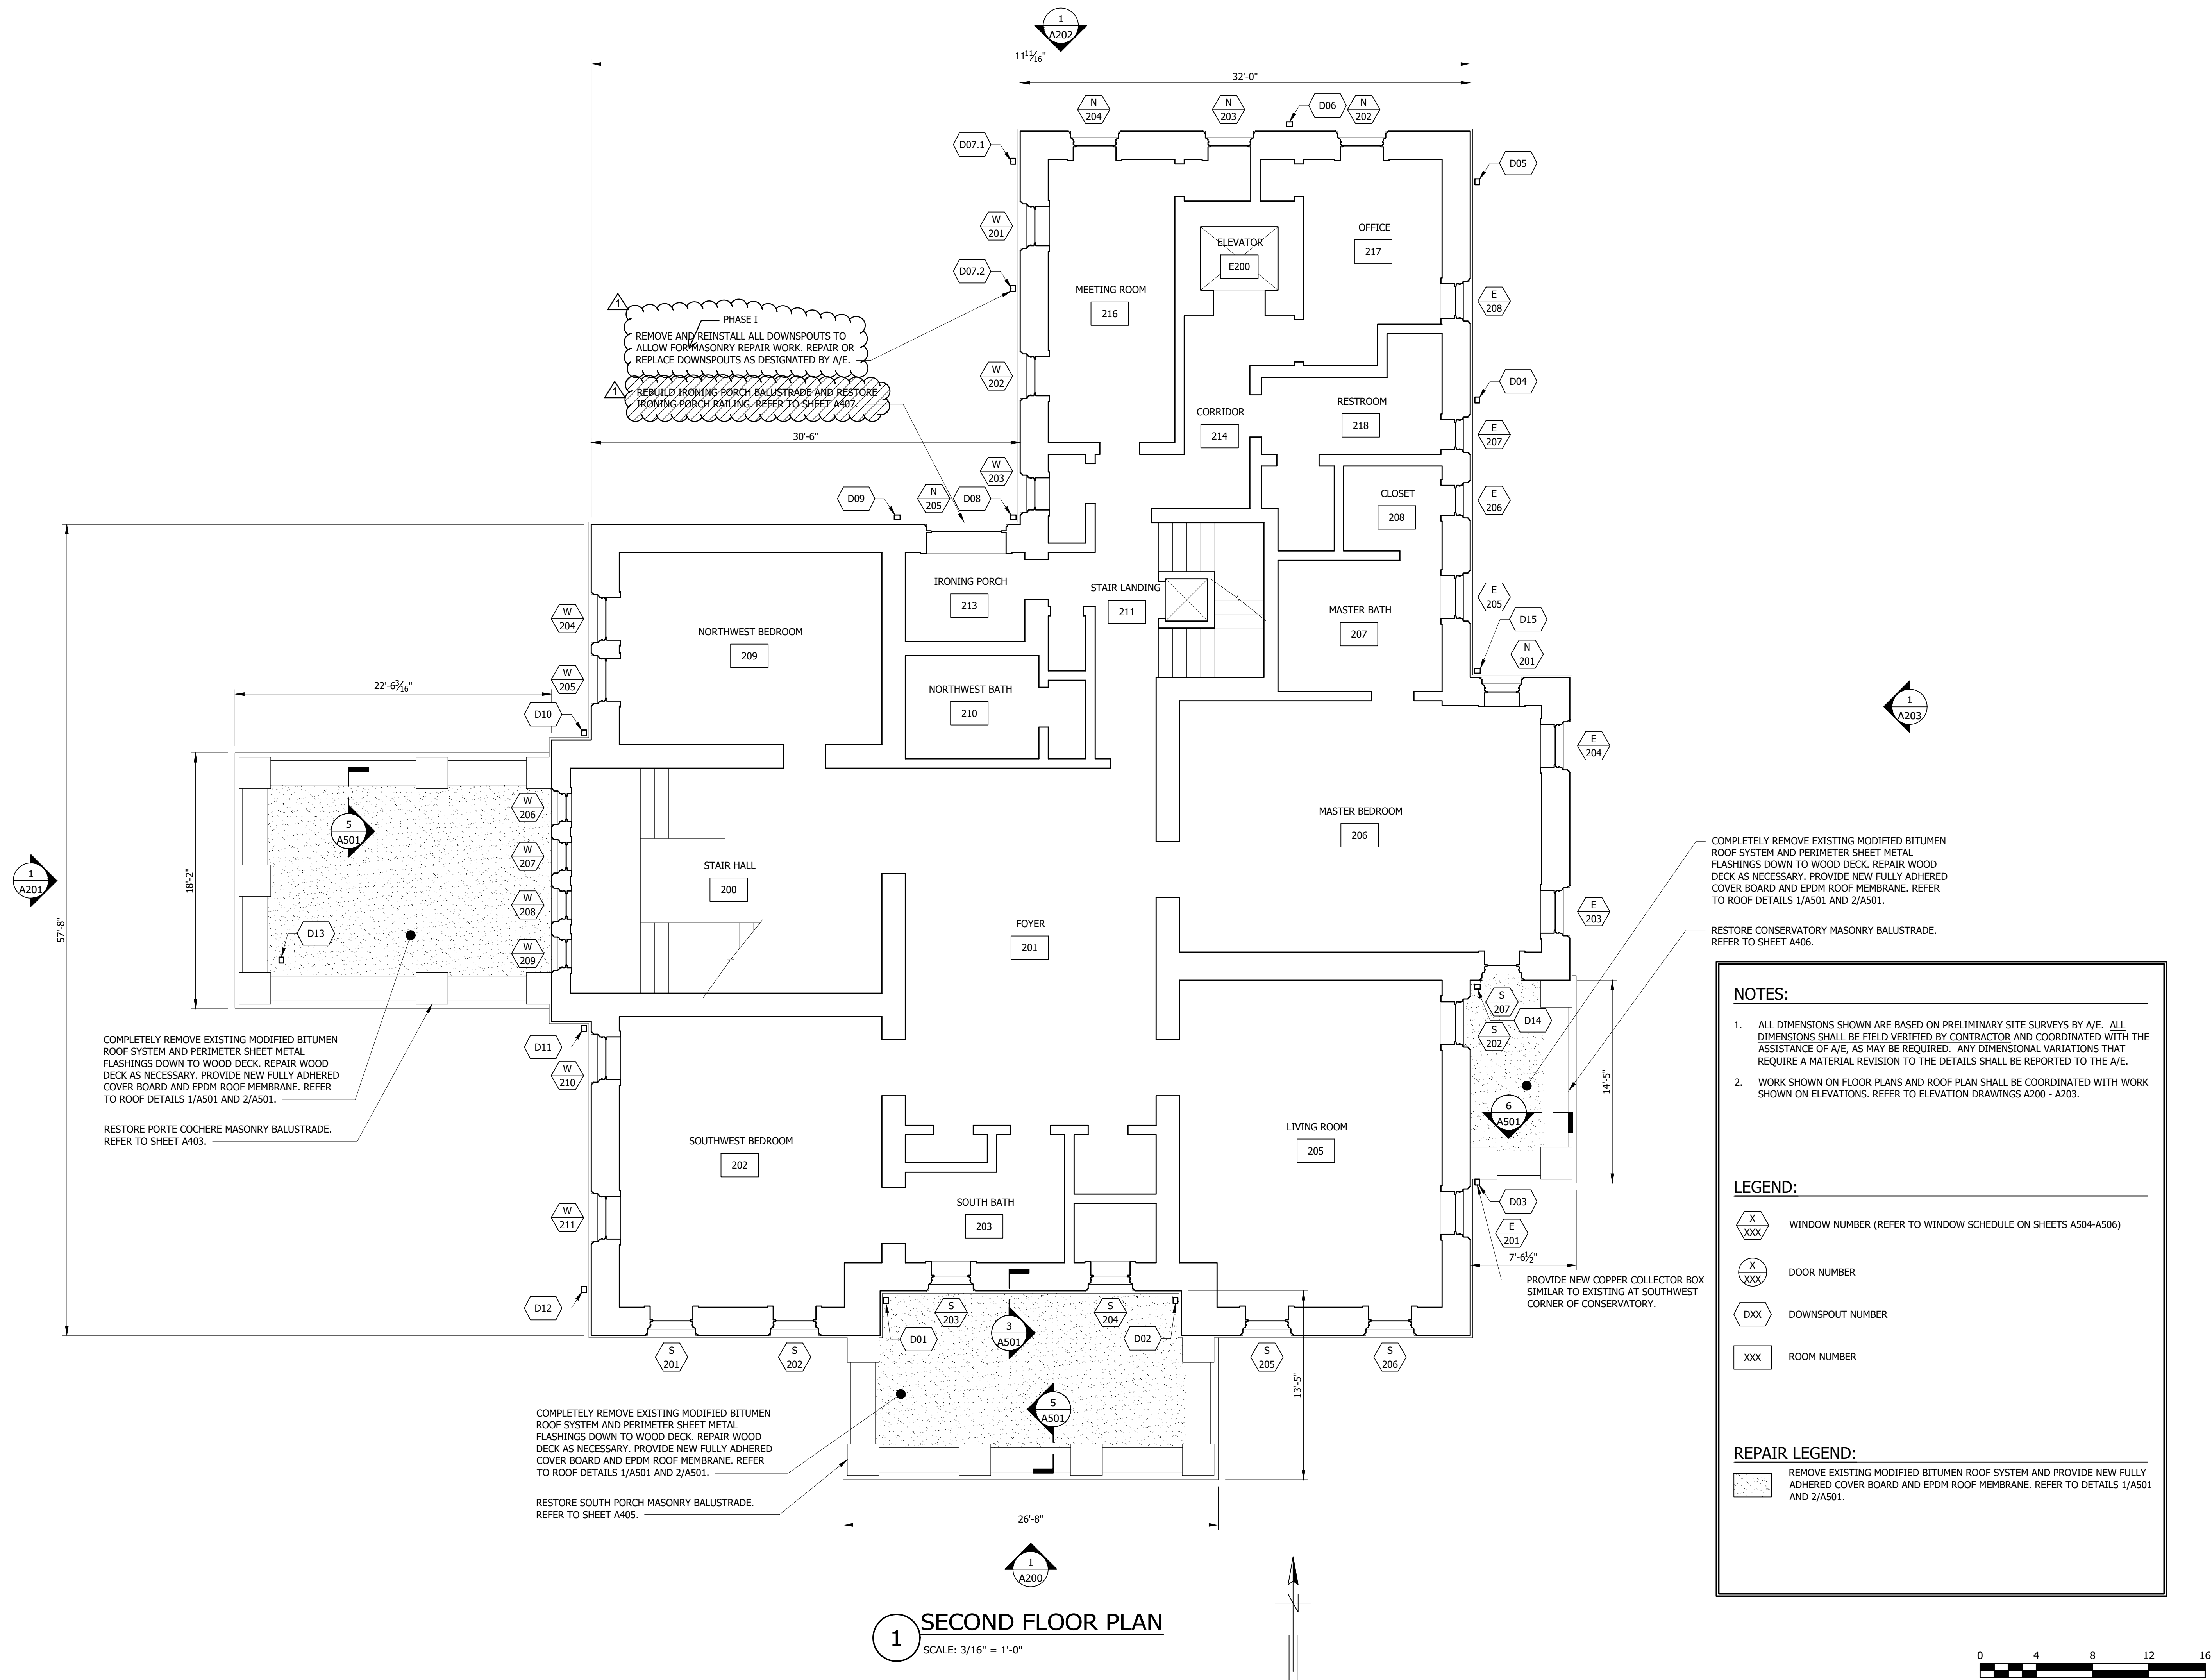 1
A202
11 11/16"
32'-0"
N
204
N
203
D06
N
202
D07.1
D05
W
201
D07.2
OFFICE
217
ELEVATOR
E200
MEETING ROOM
216
E
208
1
PHASE I
REMOVE AND REINSTALL ALL DOWNSPOUTS TO
ALLOW FOR MASONRY REPAIR WORK. REPAIR OR
REPLACE DOWNSPOUTS AS DESIGNATED BY A/E.
1
REBUILD IRONING PORCH BALUSTRADE AND RESTORE
IRONING PORCH RAILING. REFER TO SHEET A407.
W
202
D04
RESTROOM
218
CORRIDOR
214
E
207
30'-6"
W
203
D09
N
205
D08
CLOSET
208
E
206
IRONING PORCH
213
STAIR LANDING
211
MASTER BATH
207
E
205
D15
N
201
W
204
NORTHWEST BEDROOM
209
W
205
D10
NORTHWEST BATH
210
22'-6 3/16"
1
A203
E
204
MASTER BEDROOM
206
5
A501
W
206
W
207
W
208
W
209
STAIR HALL
200
1
A201
18'-2"
57'-8"
D13
FOYER
201
E
203
COMPLETELY REMOVE EXISTING MODIFIED BITUMEN
ROOF SYSTEM AND PERIMETER SHEET METAL
FLASHINGS DOWN TO WOOD DECK. REPAIR WOOD
DECK AS NECESSARY. PROVIDE NEW FULLY ADHERED
COVER BOARD AND EPDM ROOF MEMBRANE. REFER
TO ROOF DETAILS 1/A501 AND 2/A501.
RESTORE CONSERVATORY MASONRY BALUSTRADE.
REFER TO SHEET A406.
COMPLETELY REMOVE EXISTING MODIFIED BITUMEN
ROOF SYSTEM AND PERIMETER SHEET METAL
FLASHINGS DOWN TO WOOD DECK. REPAIR WOOD
DECK AS NECESSARY. PROVIDE NEW FULLY ADHERED
COVER BOARD AND EPDM ROOF MEMBRANE. REFER
TO ROOF DETAILS 1/A501 AND 2/A501.
RESTORE PORTE COCHERE MASONRY BALUSTRADE.
REFER TO SHEET A403.
D11
W
210
S
207
D14
S
202
14'-5"
6
A501
SOUTHWEST BEDROOM
202
LIVING ROOM
205
SOUTH BATH
203
W
211
D03
E
201
7'-6 1/2"
PROVIDE NEW COPPER COLLECTOR BOX
SIMILAR TO EXISTING AT SOUTHWEST
CORNER OF CONSERVATORY.
D12
D01
S
203
3
A501
S
204
D02
S
201
S
202
S
205
S
206
13'-5"
5
A501
COMPLETELY REMOVE EXISTING MODIFIED BITUMEN
ROOF SYSTEM AND PERIMETER SHEET METAL
FLASHINGS DOWN TO WOOD DECK. REPAIR WOOD
DECK AS NECESSARY. PROVIDE NEW FULLY ADHERED
COVER BOARD AND EPDM ROOF MEMBRANE. REFER
TO ROOF DETAILS 1/A501 AND 2/A501.
RESTORE SOUTH PORCH MASONRY BALUSTRADE.
REFER TO SHEET A405.
26'-8"
1
A200
N
1
SECOND FLOOR PLAN
SCALE: 3/16" = 1'-0"
NOTES:
1. ALL DIMENSIONS SHOWN ARE BASED ON PRELIMINARY SITE SURVEYS BY A/E. ALL
DIMENSIONS SHALL BE FIELD VERIFIED BY CONTRACTOR AND COORDINATED WITH THE
ASSISTANCE OF A/E, AS MAY BE REQUIRED. ANY DIMENSIONAL VARIATIONS THAT
REQUIRE A MATERIAL REVISION TO THE DETAILS SHALL BE REPORTED TO THE A/E.
2. WORK SHOWN ON FLOOR PLANS AND ROOF PLAN SHALL BE COORDINATED WITH WORK
SHOWN ON ELEVATIONS. REFER TO ELEVATION DRAWINGS A200 - A203.
LEGEND:
X
XXX
WINDOW NUMBER (REFER TO WINDOW SCHEDULE ON SHEETS A504-A506)
X
XXX
DOOR NUMBER
DXX
DOWNSPOUT NUMBER
XXX
ROOM NUMBER
REPAIR LEGEND:
REMOVE EXISTING MODIFIED BITUMEN ROOF SYSTEM AND PROVIDE NEW FULLY
ADHERED COVER BOARD AND EPDM ROOF MEMBRANE. REFER TO DETAILS 1/A501
AND 2/A501.
0 4 8 12 16